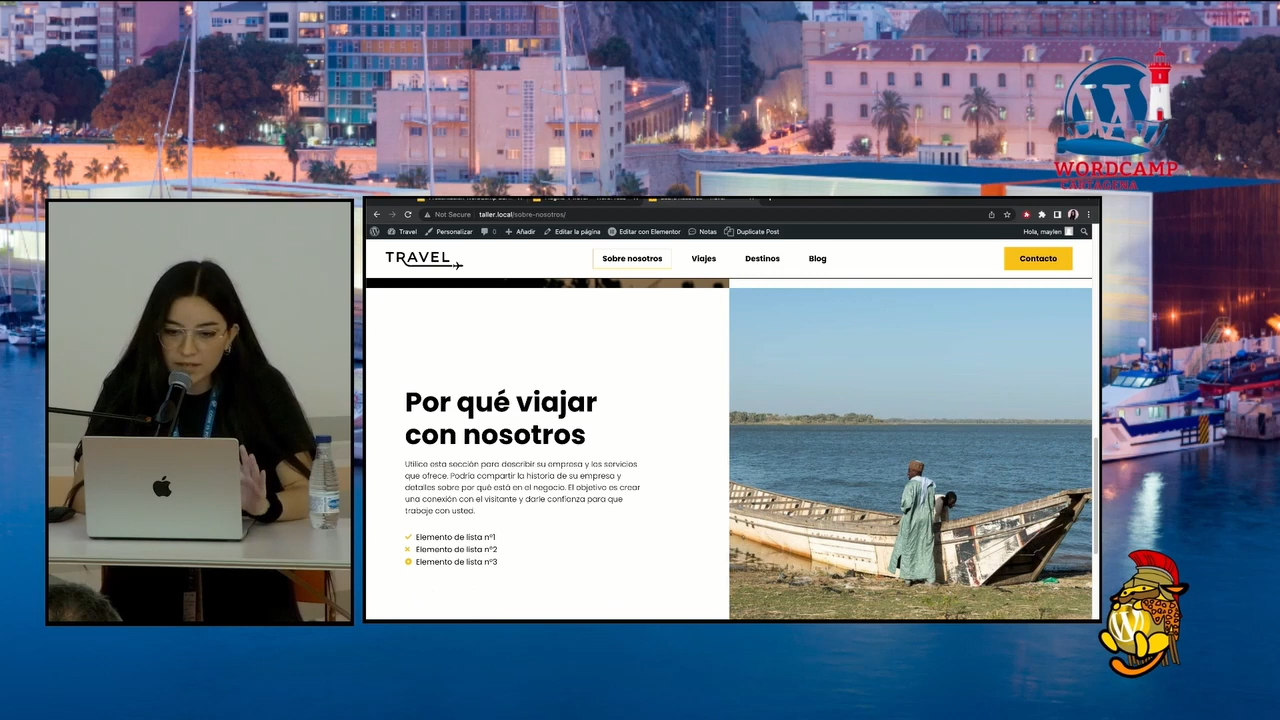 WORDCAMP
CARTAGENA
Not Secure
taller.local/sobre-nosotros/
Travel
Personalizar
0
Añadir
Editar la página
Editar con Elementor
Notas
Duplicate Post
Hola, maylen
TRAVEL
Sobre nosotros
Viajes
Destinos
Blog
Contacto
Por qué viajar
con nosotros
Utilice esta sección para describir su empresa y los servicios
que ofrece. Podría compartir la historia de su empresa y
detalles sobre por qué está en el negocio. El objetivo es crear
una conexión con el visitante y darle confianza para que
trabaje con usted.
Elemento de lista nº1
Elemento de lista nº2
Elemento de lista nº3